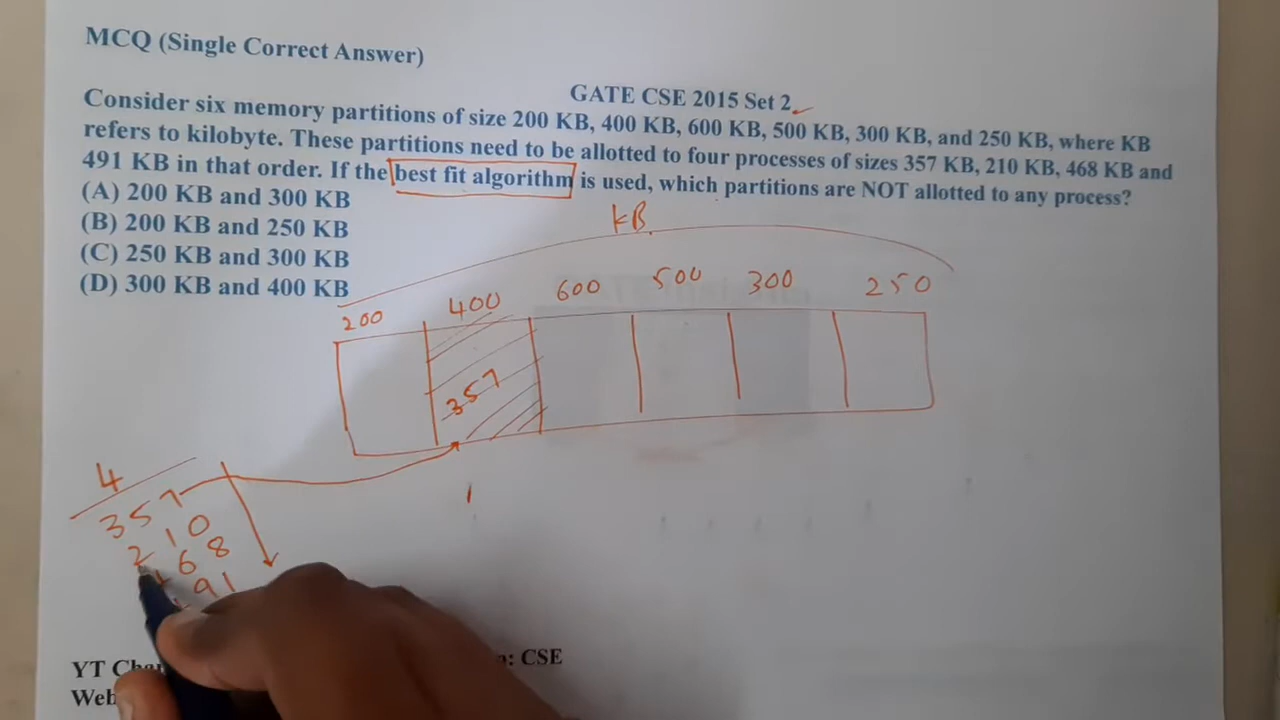 MCQ (Single Correct Answer)
GATE CSE 2015 Set 2
Consider six memory partitions of size 200 KB, 400 KB, 600 KB, 500 KB, 300 KB, and 250 KB, where KB
refers to kilobyte. These partitions need to be allotted to four processes of sizes 357 KB, 210 KB, 468 KB and
491 KB in that order. If the best fit algorithm is used, which partitions are NOT allotted to any process?
(A) 200 KB and 300 KB
(B) 200 KB and 250 KB
(C) 250 KB and 300 KB
(D) 300 KB and 400 KB
KB
200 400 600 500 300 250
357
4
357
210
68
91
YT
: CSE
Web